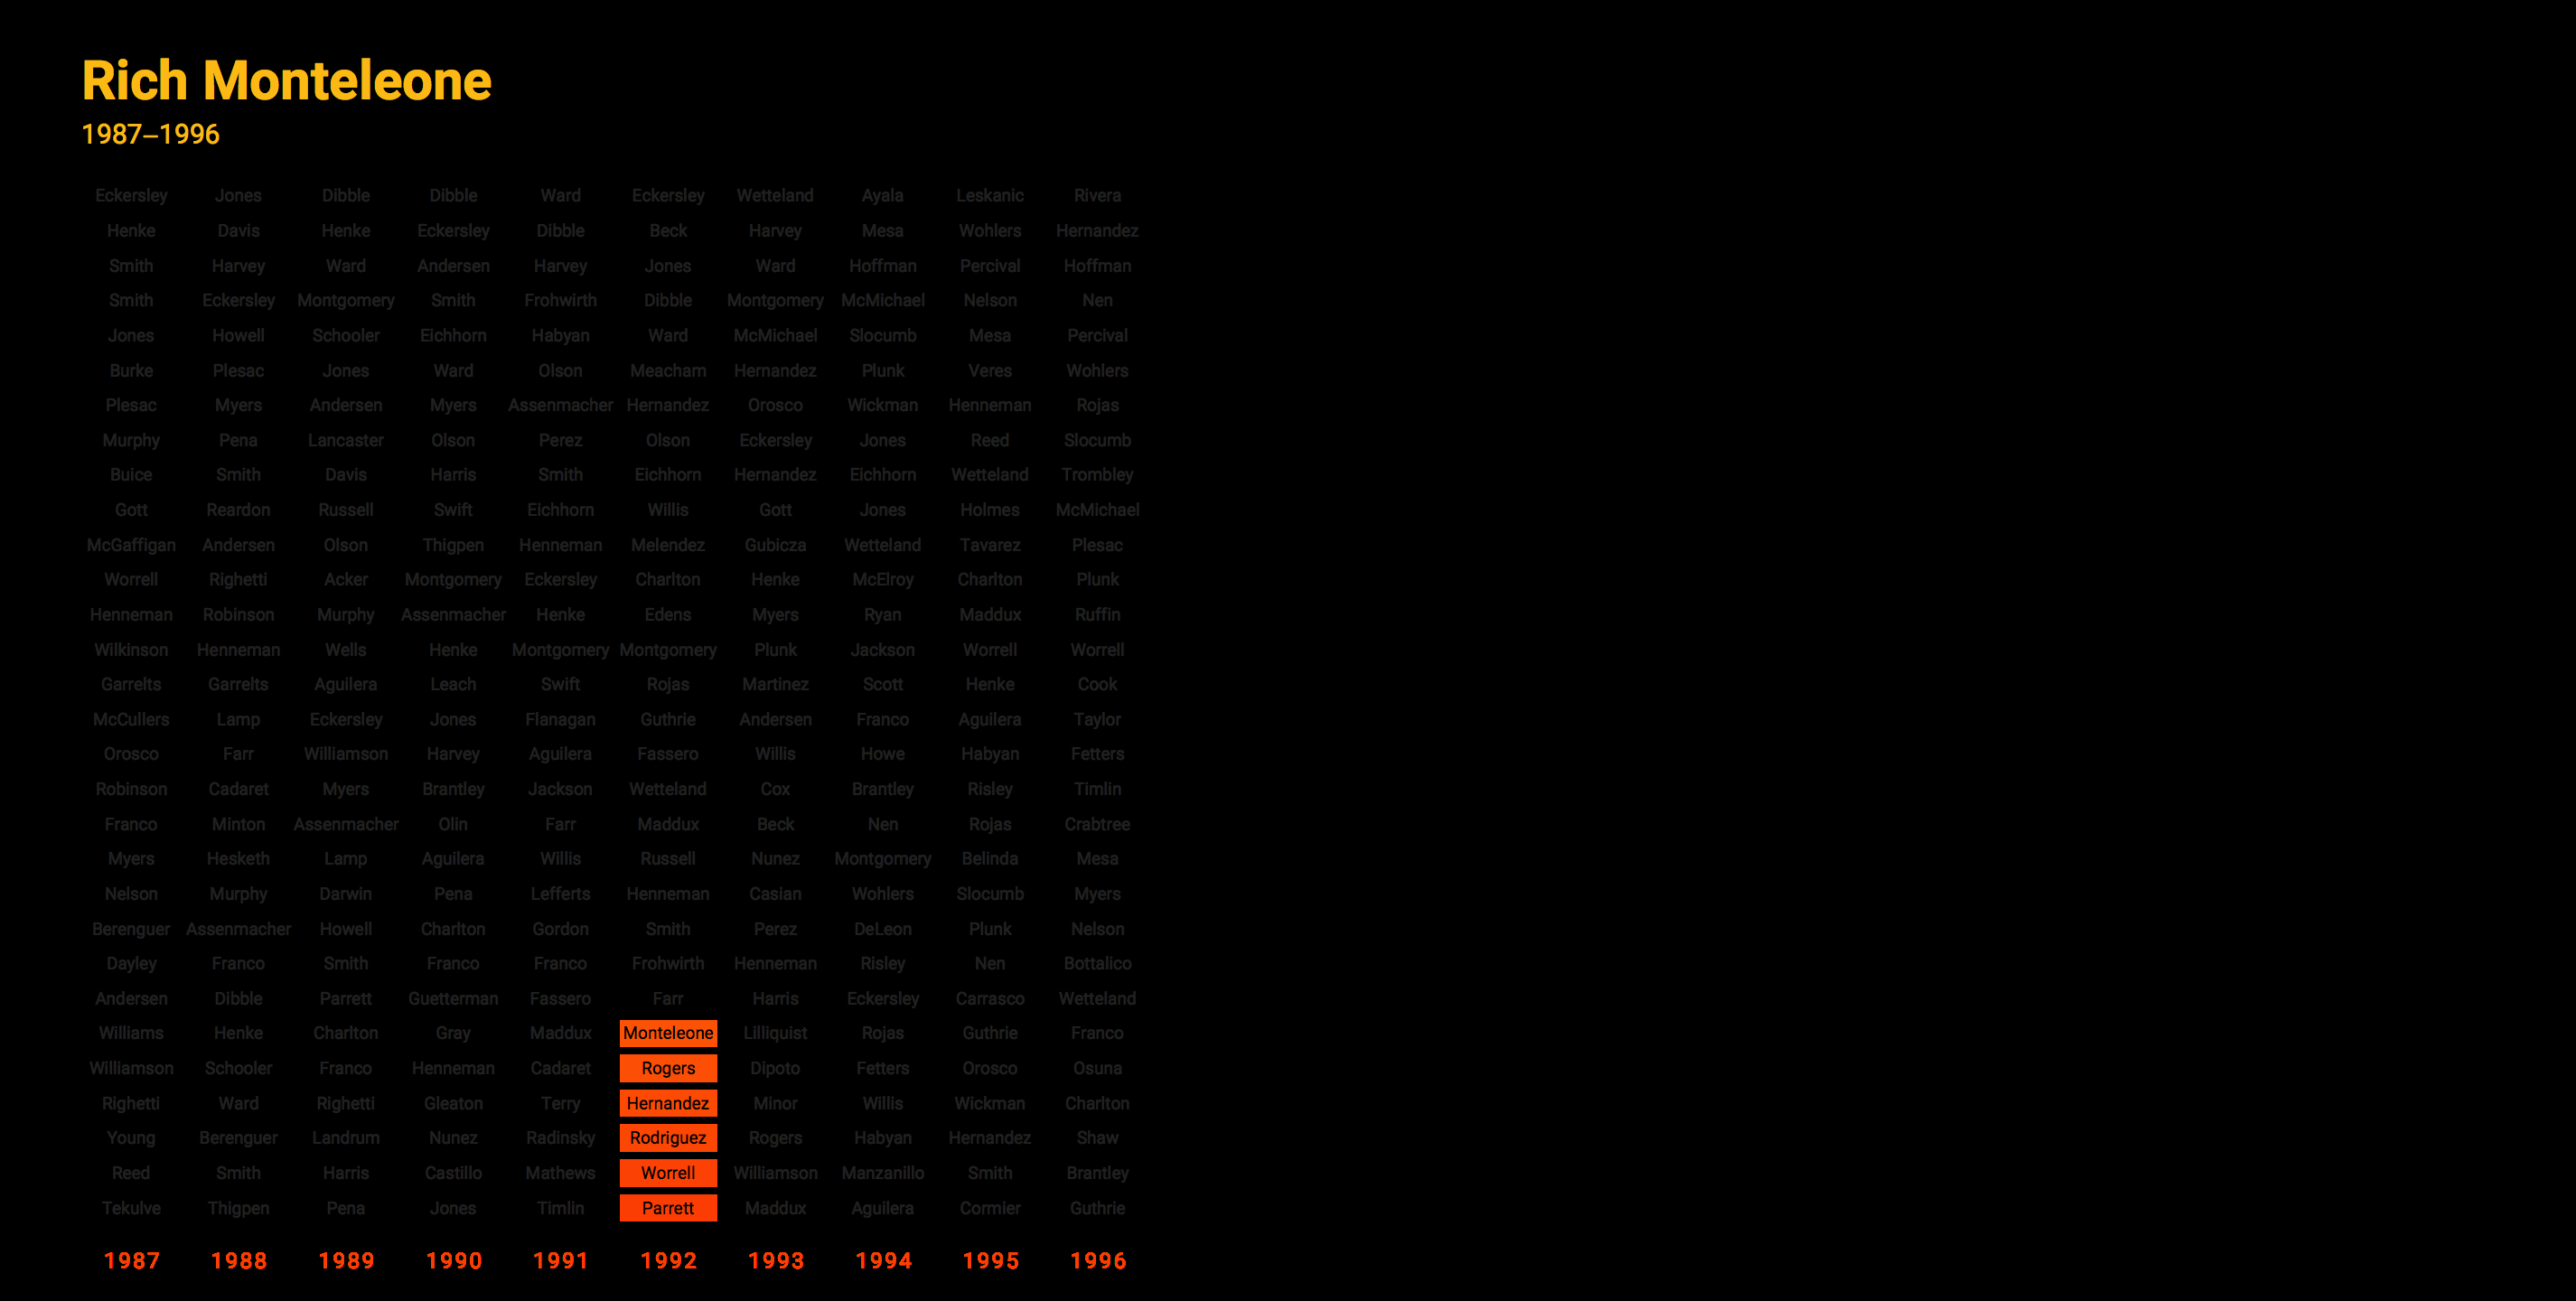 Rich Monteleone
1987–1996
Eckersley Jones Dibble Dibble Ward Eckersley Wetteland Ayala Leskanic Rivera
Henke Davis Henke Eckersley Dibble Beck Harvey Mesa Wohlers Hernandez
Smith Harvey Ward Andersen Harvey Jones Ward Hoffman Percival Hoffman
Smith Eckersley Montgomery Smith Frohwirth Dibble Montgomery McMichael Nelson Nen
Jones Howell Schooler Eichhorn Habyan Ward McMichael Slocumb Mesa Percival
Burke Plesac Jones Ward Olson Meacham Hernandez Plunk Veres Wohlers
Plesac Myers Andersen Myers Assenmacher Hernandez Orosco Wickman Henneman Rojas
Murphy Pena Lancaster Olson Perez Olson Eckersley Jones Reed Slocumb
Buice Smith Davis Harris Smith Eichhorn Hernandez Eichhorn Wetteland Trombley
Gott Reardon Russell Swift Eichhorn Willis Gott Jones Holmes McMichael
McGaffigan Andersen Olson Thigpen Henneman Melendez Gubicza Wetteland Tavarez Plesac
Worrell Righetti Acker Montgomery Eckersley Charlton Henke McElroy Charlton Plunk
Henneman Robinson Murphy Assenmacher Henke Edens Myers Ryan Maddux Ruffin
Wilkinson Henneman Wells Henke Montgomery Montgomery Plunk Jackson Worrell Worrell
Garrelts Garrelts Aguilera Leach Swift Rojas Martinez Scott Henke Cook
McCullers Lamp Eckersley Jones Flanagan Guthrie Andersen Franco Aguilera Taylor
Orosco Farr Williamson Harvey Aguilera Fassero Willis Howe Habyan Fetters
Robinson Cadaret Myers Brantley Jackson Wetteland Cox Brantley Risley Timlin
Franco Minton Assenmacher Olin Farr Maddux Beck Nen Rojas Crabtree
Myers Hesketh Lamp Aguilera Willis Russell Nunez Montgomery Belinda Mesa
Nelson Murphy Darwin Pena Lefferts Henneman Casian Wohlers Slocumb Myers
Berenguer Assenmacher Howell Charlton Gordon Smith Perez DeLeon Plunk Nelson
Dayley Franco Smith Franco Franco Frohwirth Henneman Risley Nen Bottalico
Andersen Dibble Parrett Guetterman Fassero Farr Harris Eckersley Carrasco Wetteland
Williams Henke Charlton Gray Maddux Monteleone Lilliquist Rojas Guthrie Franco
Williamson Schooler Franco Henneman Cadaret Rogers Dipoto Fetters Orosco Osuna
Righetti Ward Righetti Gleaton Terry Hernandez Minor Willis Wickman Charlton
Young Berenguer Landrum Nunez Radinsky Rodriguez Rogers Habyan Hernandez Shaw
Reed Smith Harris Castillo Mathews Worrell Williamson Manzanillo Smith Brantley
Tekulve Thigpen Pena Jones Timlin Parrett Maddux Aguilera Cormier Guthrie
1987 1988 1989 1990 1991 1992 1993 1994 1995 1996